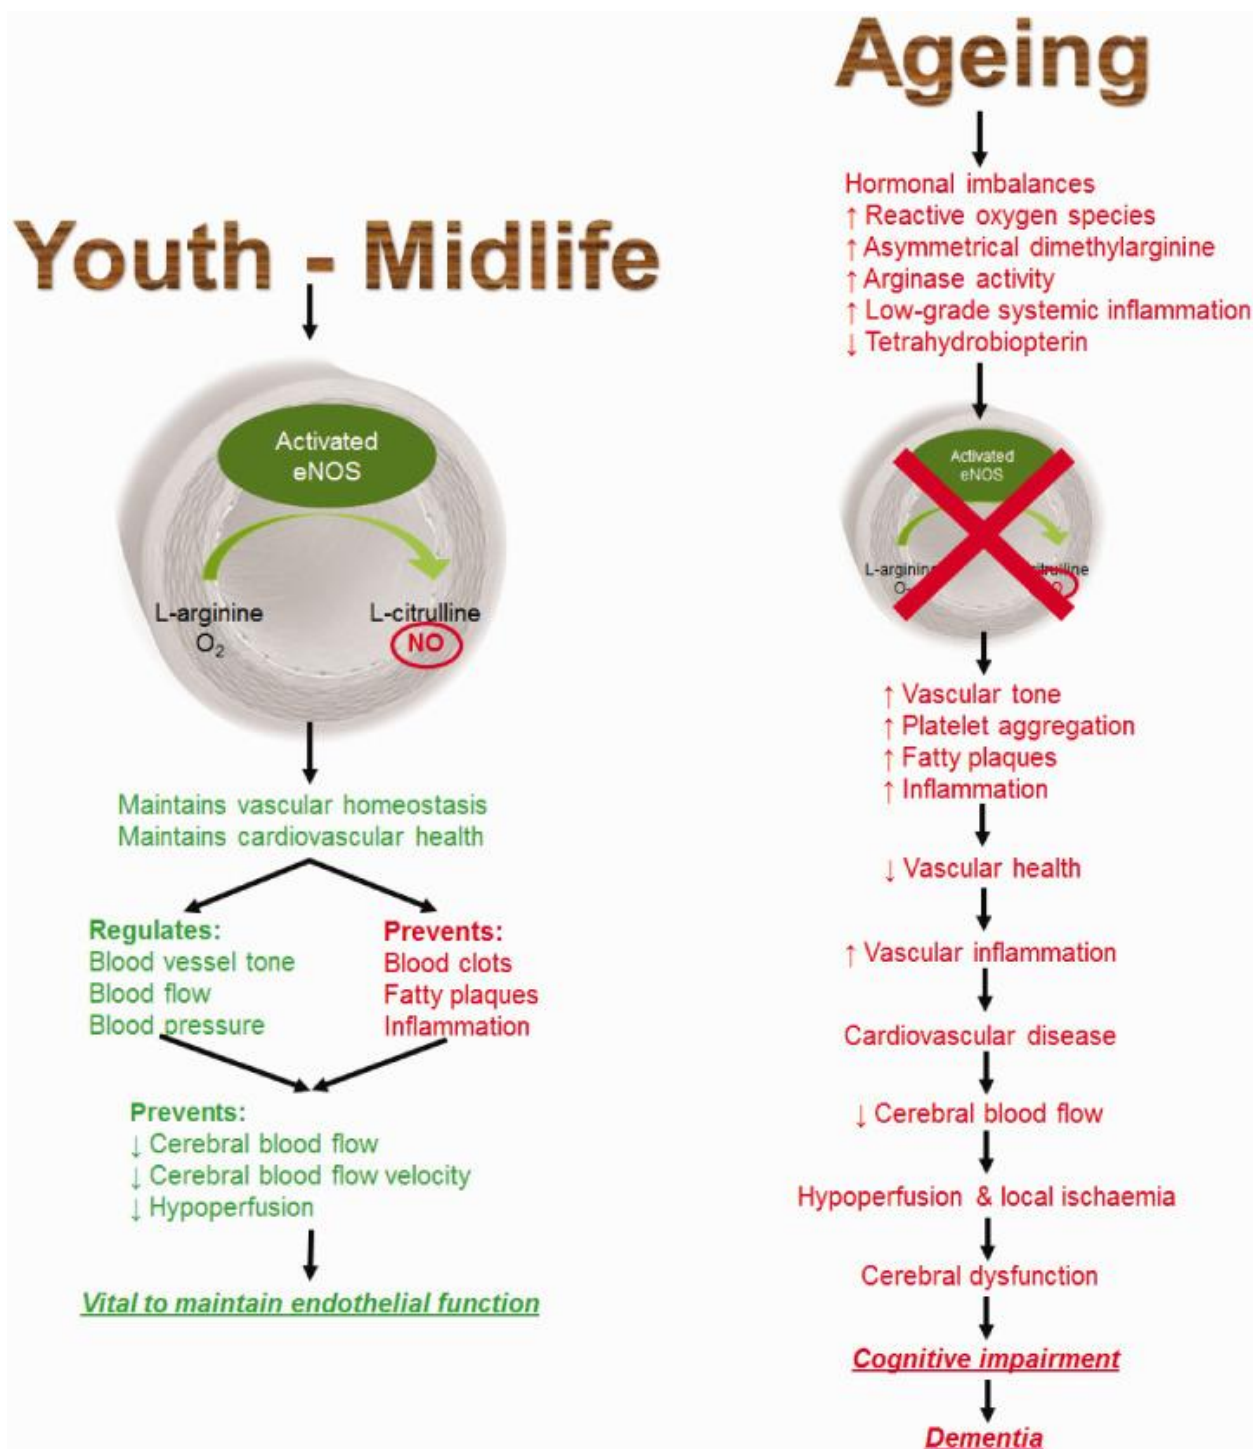 Youth - Midlife
Activated
eNOS
L-arginine
O₂
L-citrulline
NO
Maintains vascular homeostasis
Maintains cardiovascular health
Regulates:
Blood vessel tone
Blood flow
Blood pressure
Prevents:
Blood clots
Fatty plaques
Inflammation
Prevents:
↓ Cerebral blood flow
↓ Cerebral blood flow velocity
↓ Hypoperfusion
Vital to maintain endothelial function
Ageing
Hormonal imbalances
↑ Reactive oxygen species
↑ Asymmetrical dimethylarginine
↑ Arginase activity
↑ Low-grade systemic inflammation
↓ Tetrahydrobiopterin
Activated
eNOS
↑ Vascular tone
↑ Platelet aggregation
↑ Fatty plaques
↑ Inflammation
↓ Vascular health
↑ Vascular inflammation
Cardiovascular disease
↓ Cerebral blood flow
Hypoperfusion & local ischaemia
Cerebral dysfunction
Cognitive impairment
Dementia